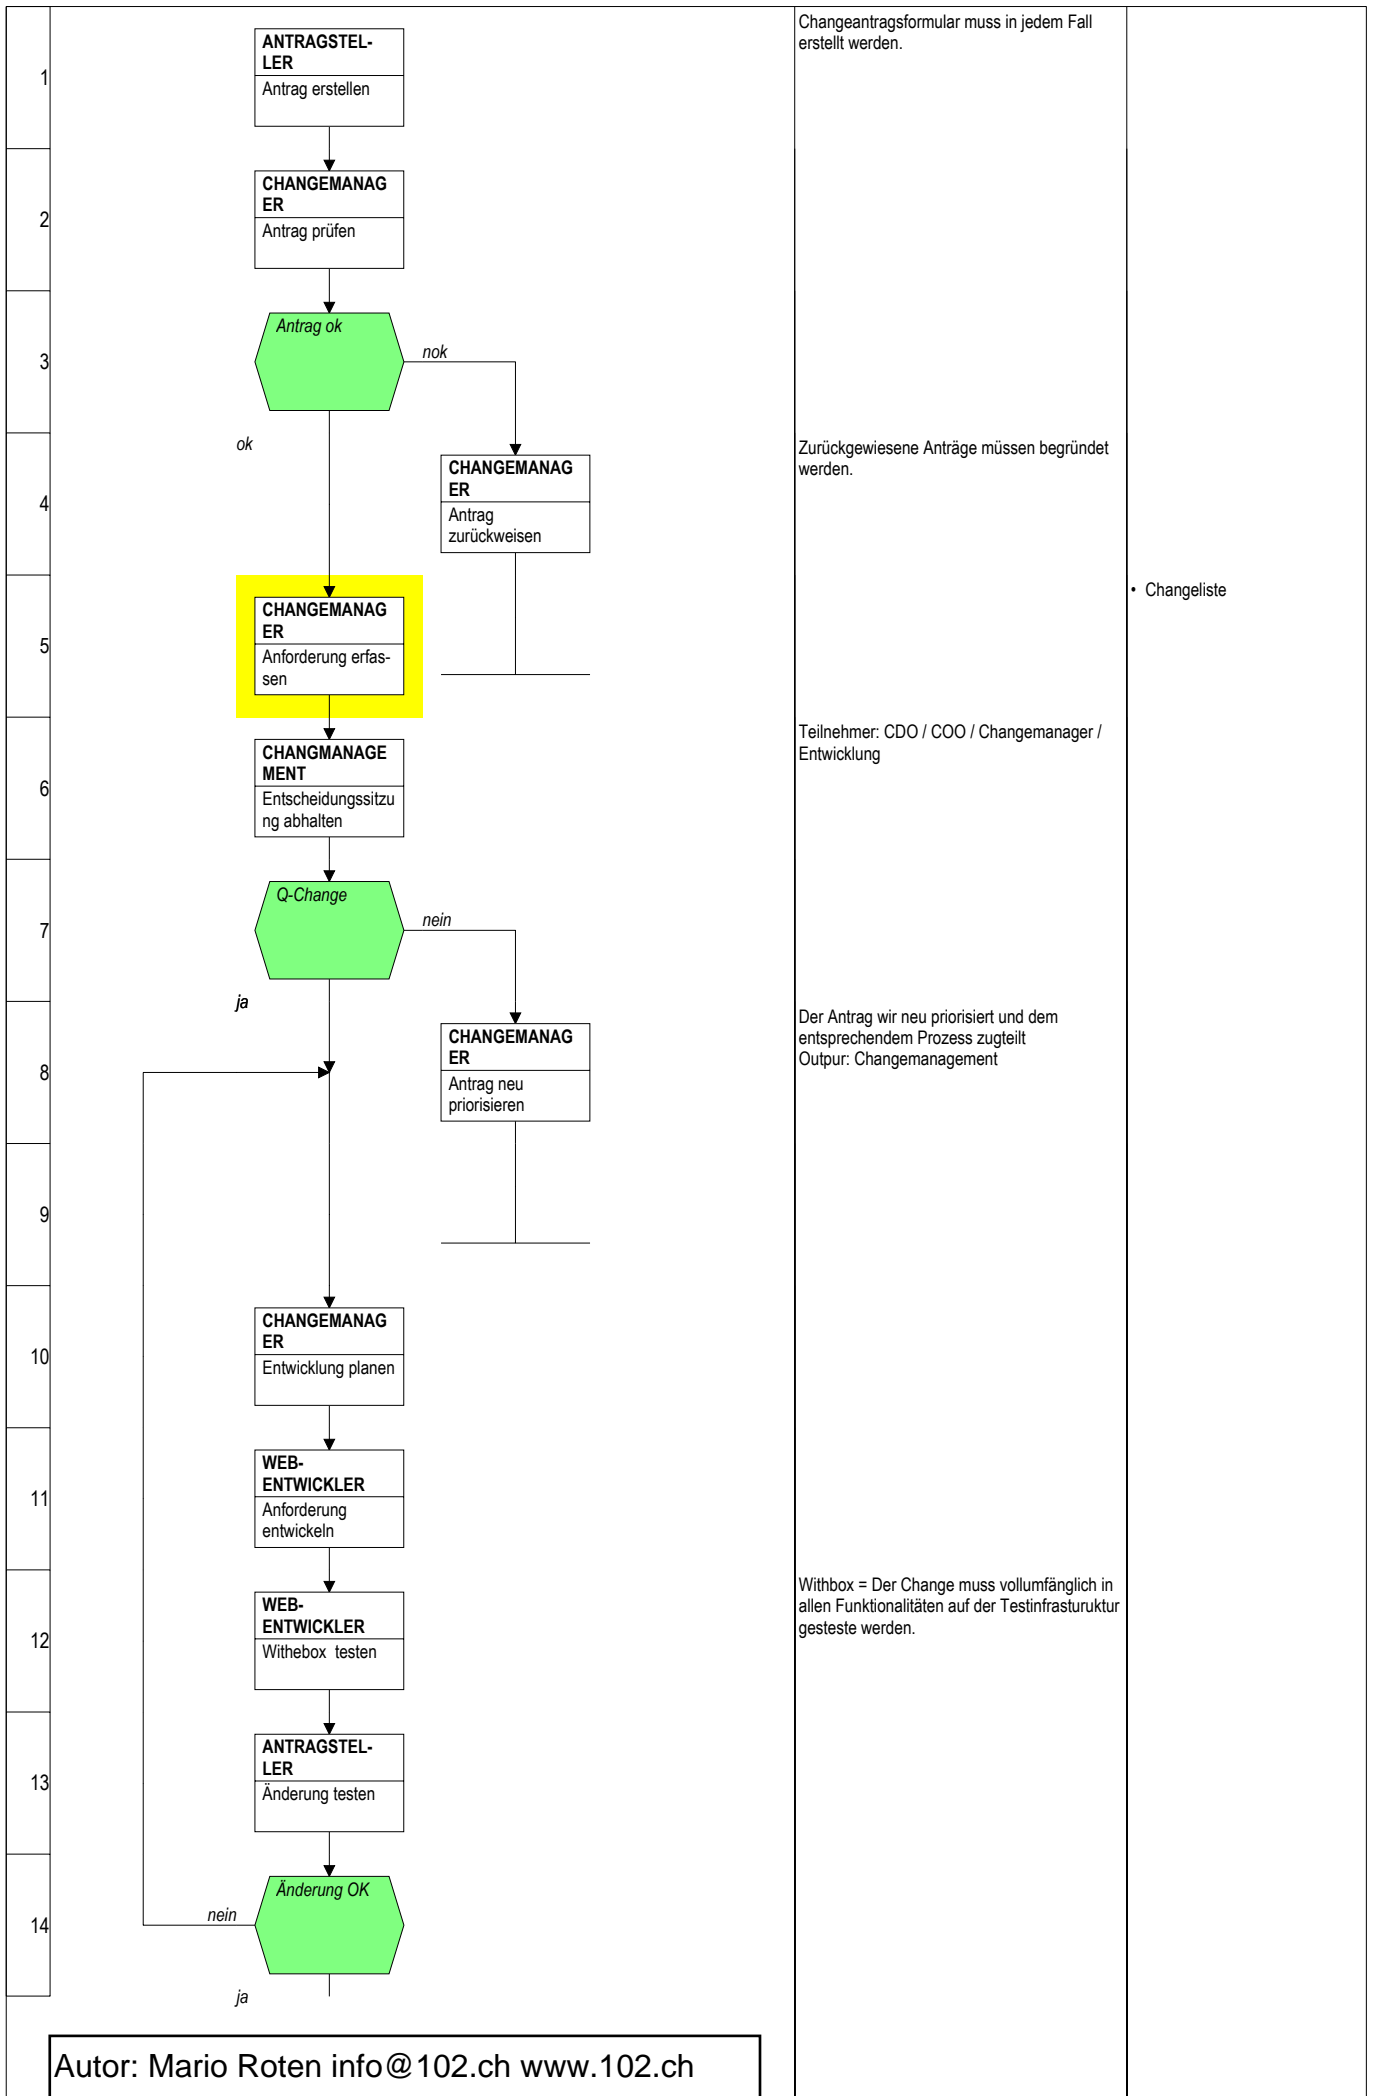 Changeantragsformular muss in jedem Fall
erstellt werden.
ANTRAGSTEL-
LER
1
Antrag erstellen
CHANGEMANAG
ER
2
Antrag prüfen
Antrag ok
3
nok
ok
Zurückgewiesene Anträge müssen begründet
werden.
CHANGEMANAG
ER
4
Antrag
zurückweisen
• Changeliste
CHANGEMANAG
ER
5
Anforderung erfas-
sen
Teilnehmer: CDO / COO / Changemanager /
Entwicklung
CHANGMANAGE
MENT
6
Entscheidungssitzu
ng abhalten
Q-Change
7
nein
ja
Der Antrag wir neu priorisiert und dem
entsprechendem Prozess zugteilt
Outpur: Changemanagement
CHANGEMANAG
ER
8
Antrag neu
priorisieren
9
CHANGEMANAG
ER
10
Entwicklung planen
WEB-
ENTWICKLER
11
Anforderung
entwickeln
Withbox = Der Change muss vollumfänglich in
allen Funktionalitäten auf der Testinfrasturuktur
gesteste werden.
WEB-
ENTWICKLER
12
Withebox  testen
ANTRAGSTEL-
LER
13
Änderung testen
Änderung OK
14
nein
ja
Autor: Mario Roten info@102.ch www.102.ch